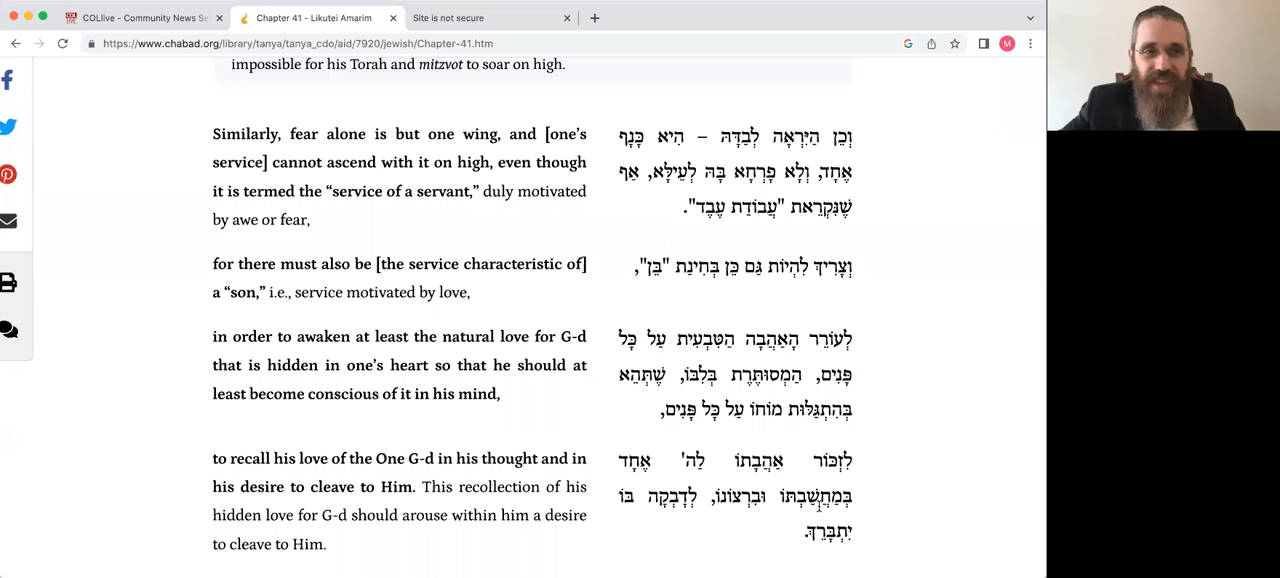 COLlive - Community News Se
Chapter 41 - Likutei Amarim
Site is not secure
https://www.chabad.org/library/tanya/tanya_cdo/aid/7920/jewish/Chapter-41.htm
M
impossible for his Torah and mitzvot to soar on high.
Similarly, fear alone is but one wing, and [one's
service] cannot ascend with it on high, even though
it is termed the “service of a servant,” duly motivated
by awe or fear,
וְכֵן הַיִּרְאָה לְבַדָּהּ – הִיא כָּנָף
אֶחָד, וְלָא פָרְחָא בָּהּ לְעֵילָּא, אַף
שֶׁנִּקְרֵאת "עֲבוֹדַת עֶבֶד".
for there must also be [the service characteristic of]
a “son,” i.e., service motivated by love,
וְצָרִיךְ לִהְיוֹת גַּם כֵּן בְּחִינַת "בֵּן",
in order to awaken at least the natural love for G-d
that is hidden in one's heart so that he should at
least become conscious of it in his mind,
לְעוֹרֵר הָאַהֲבָה הַטִּבְעִית עַל כָּל
פָּנִים, הַמְסוּתֶּרֶת בְּלִבּוֹ, שֶׁתְּהֵא
בְּהִתְגַּלּוּת מוֹחוֹ עַל כָּל פָּנִים,
to recall his love of the One G-d in his thought and in
his desire to cleave to Him. This recollection of his
hidden love for G-d should arouse within him a desire
to cleave to Him.
לִזְכּוֹר אַהֲבָתוֹ לַה' אֶחָד
בְּמַחֲשַׁבְתּוֹ וּבִרְצוֹנוֹ, לְדָבְקָה בּוֹ
יִתְבָּרֵךְ.